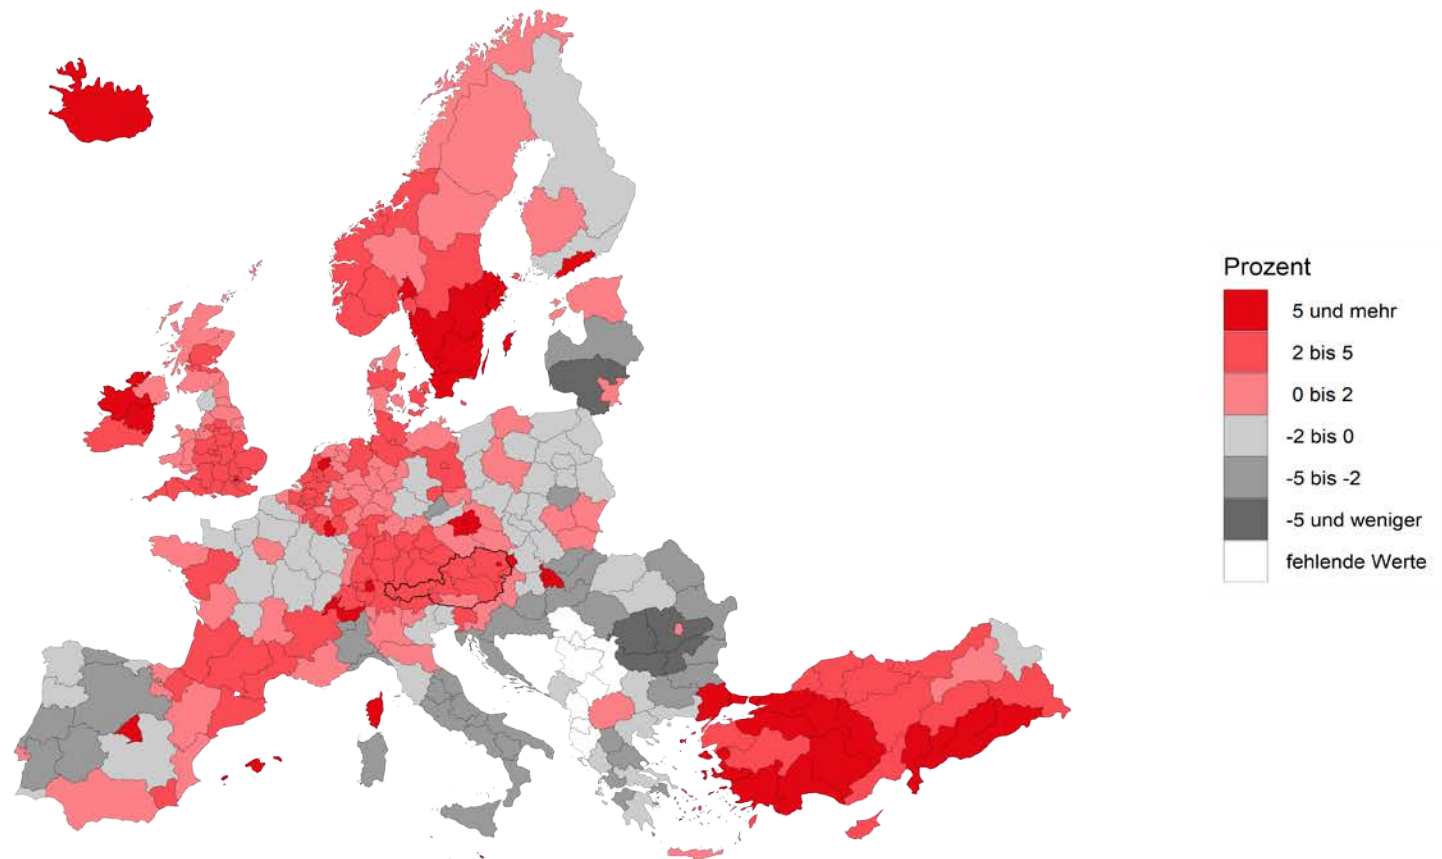 Prozent
5 und mehr
2 bis 5
0 bis 2
-2 bis 0
-5 bis -2
-5 und weniger
fehlende Werte